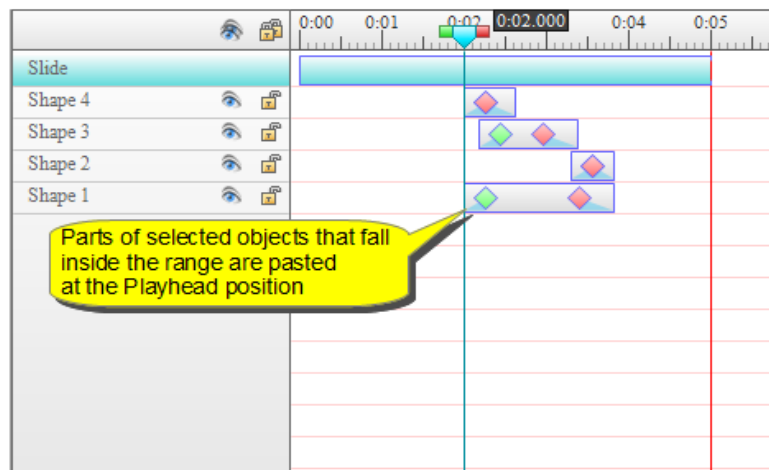 0:00 0:01 0:02 0:02.000 0:04 0:05
Slide
Shape 4
Shape 3
Shape 2
Shape 1
Parts of selected objects that fall
inside the range are pasted
at the Playhead position